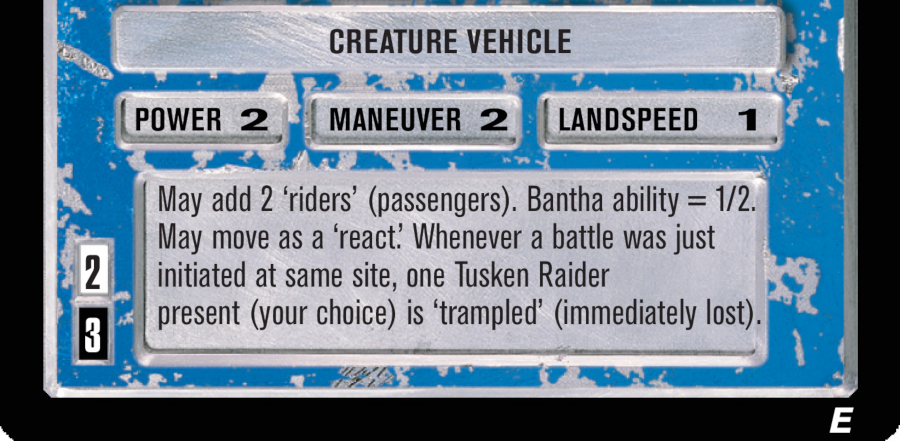 CREATURE VEHICLE
POWER 2 MANEUVER 2 LANDSPEED 1
May add 2 ‘riders’ (passengers). Bantha ability = 1/2.
May move as a ‘react.’ Whenever a battle was just
initiated at same site, one Tusken Raider
present (your choice) is ‘trampled’ (immediately lost).
2
3
E